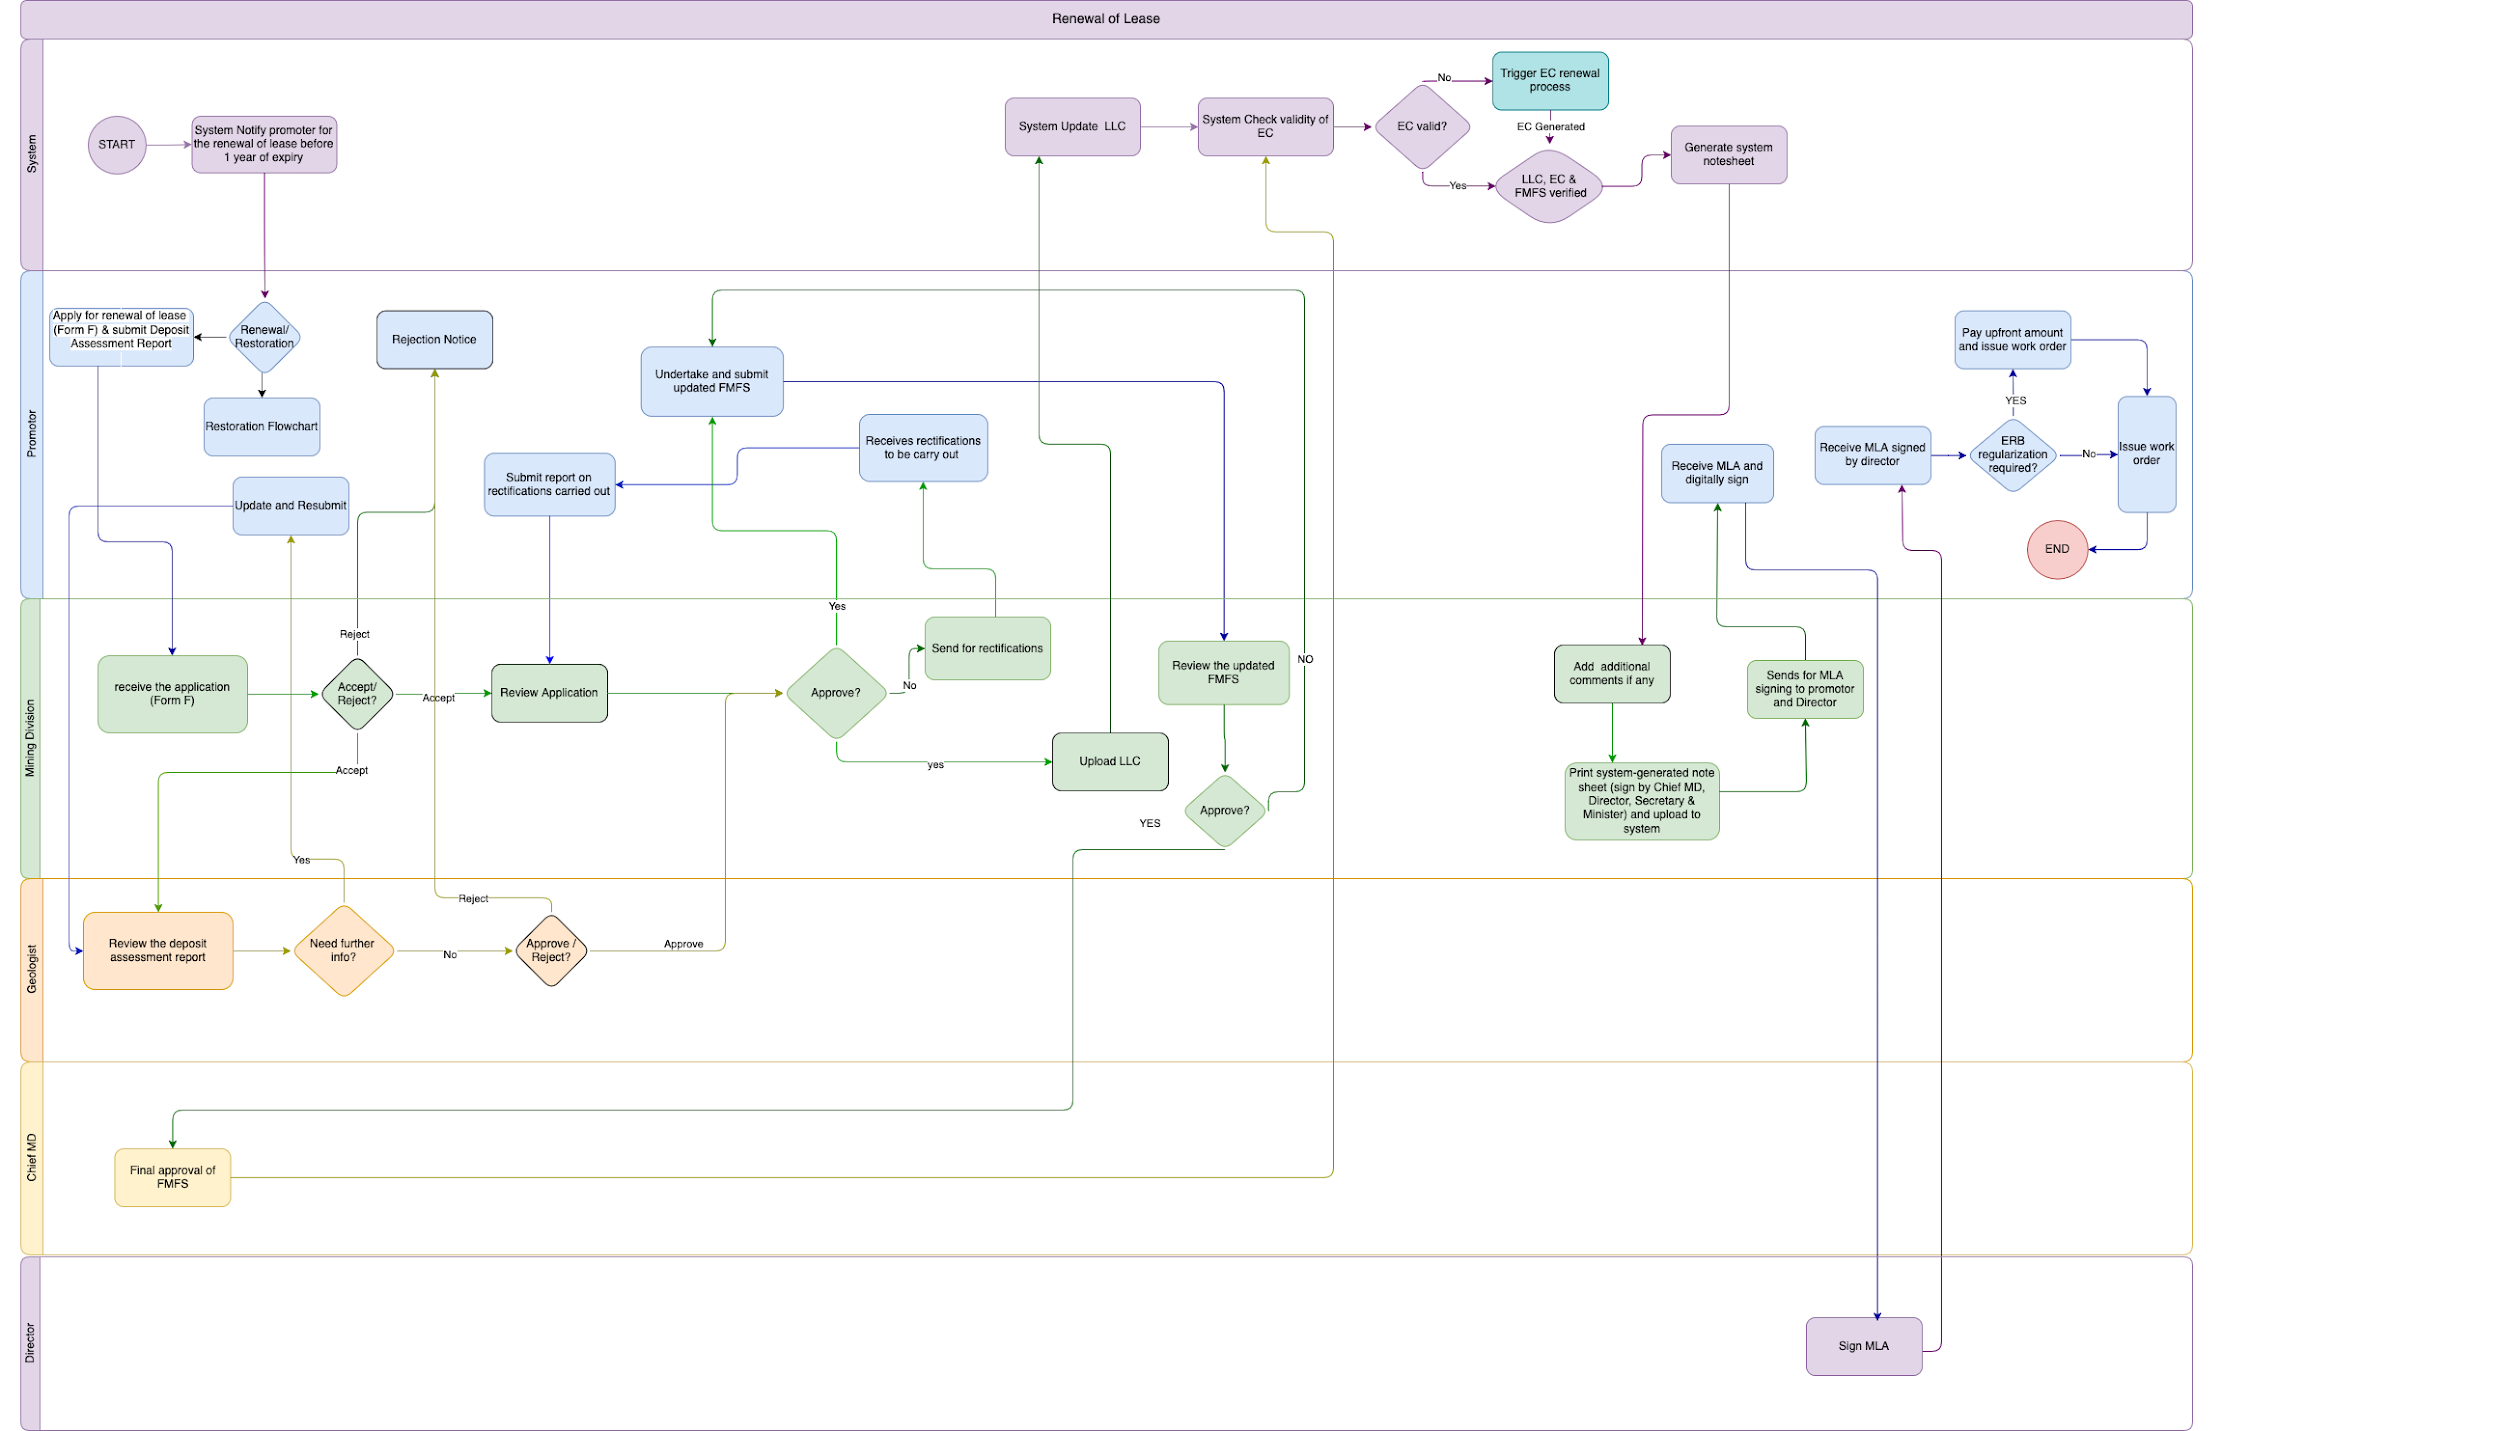 Renewal of Lease
System
START
System Notify promoter for
the renewal of lease before
1 year of expiry
System Update  LLC
System Check validity of
EC
EC valid?
No
Yes
Trigger EC renewal
process
EC Generated
LLC, EC &
FMFS verified
Generate system
notesheet
Promotor
Apply for renewal of lease
(Form F) & submit Deposit
Assessment Report
Renewal/
Restoration
Restoration Flowchart
Rejection Notice
Update and Resubmit
Submit report on
rectifications carried out
Undertake and submit
updated FMFS
Receives rectifications
to be carry out
Receive MLA and
digitally sign
Receive MLA signed
by director
Pay upfront amount
and issue work order
YES
ERB
regularization
required?
No
Issue work
order
END
Mining Division
receive the application
(Form F)
Reject
Accept/
Reject?
Accept
Accept
Review Application
Yes
Approve?
No
Send for rectifications
yes
Upload LLC
Review the updated
FMFS
NO
Approve?
YES
Add  additional
comments if any
Print system-generated note
sheet (sign by Chief MD,
Director, Secretary &
Minister) and upload to
system
Sends for MLA
signing to promotor
and Director
Yes
Geologist
Review the deposit
assessment report
Need further
info?
No
Reject
Approve /
Reject?
Approve
Chief MD
Final approval of
FMFS
Director
Sign MLA